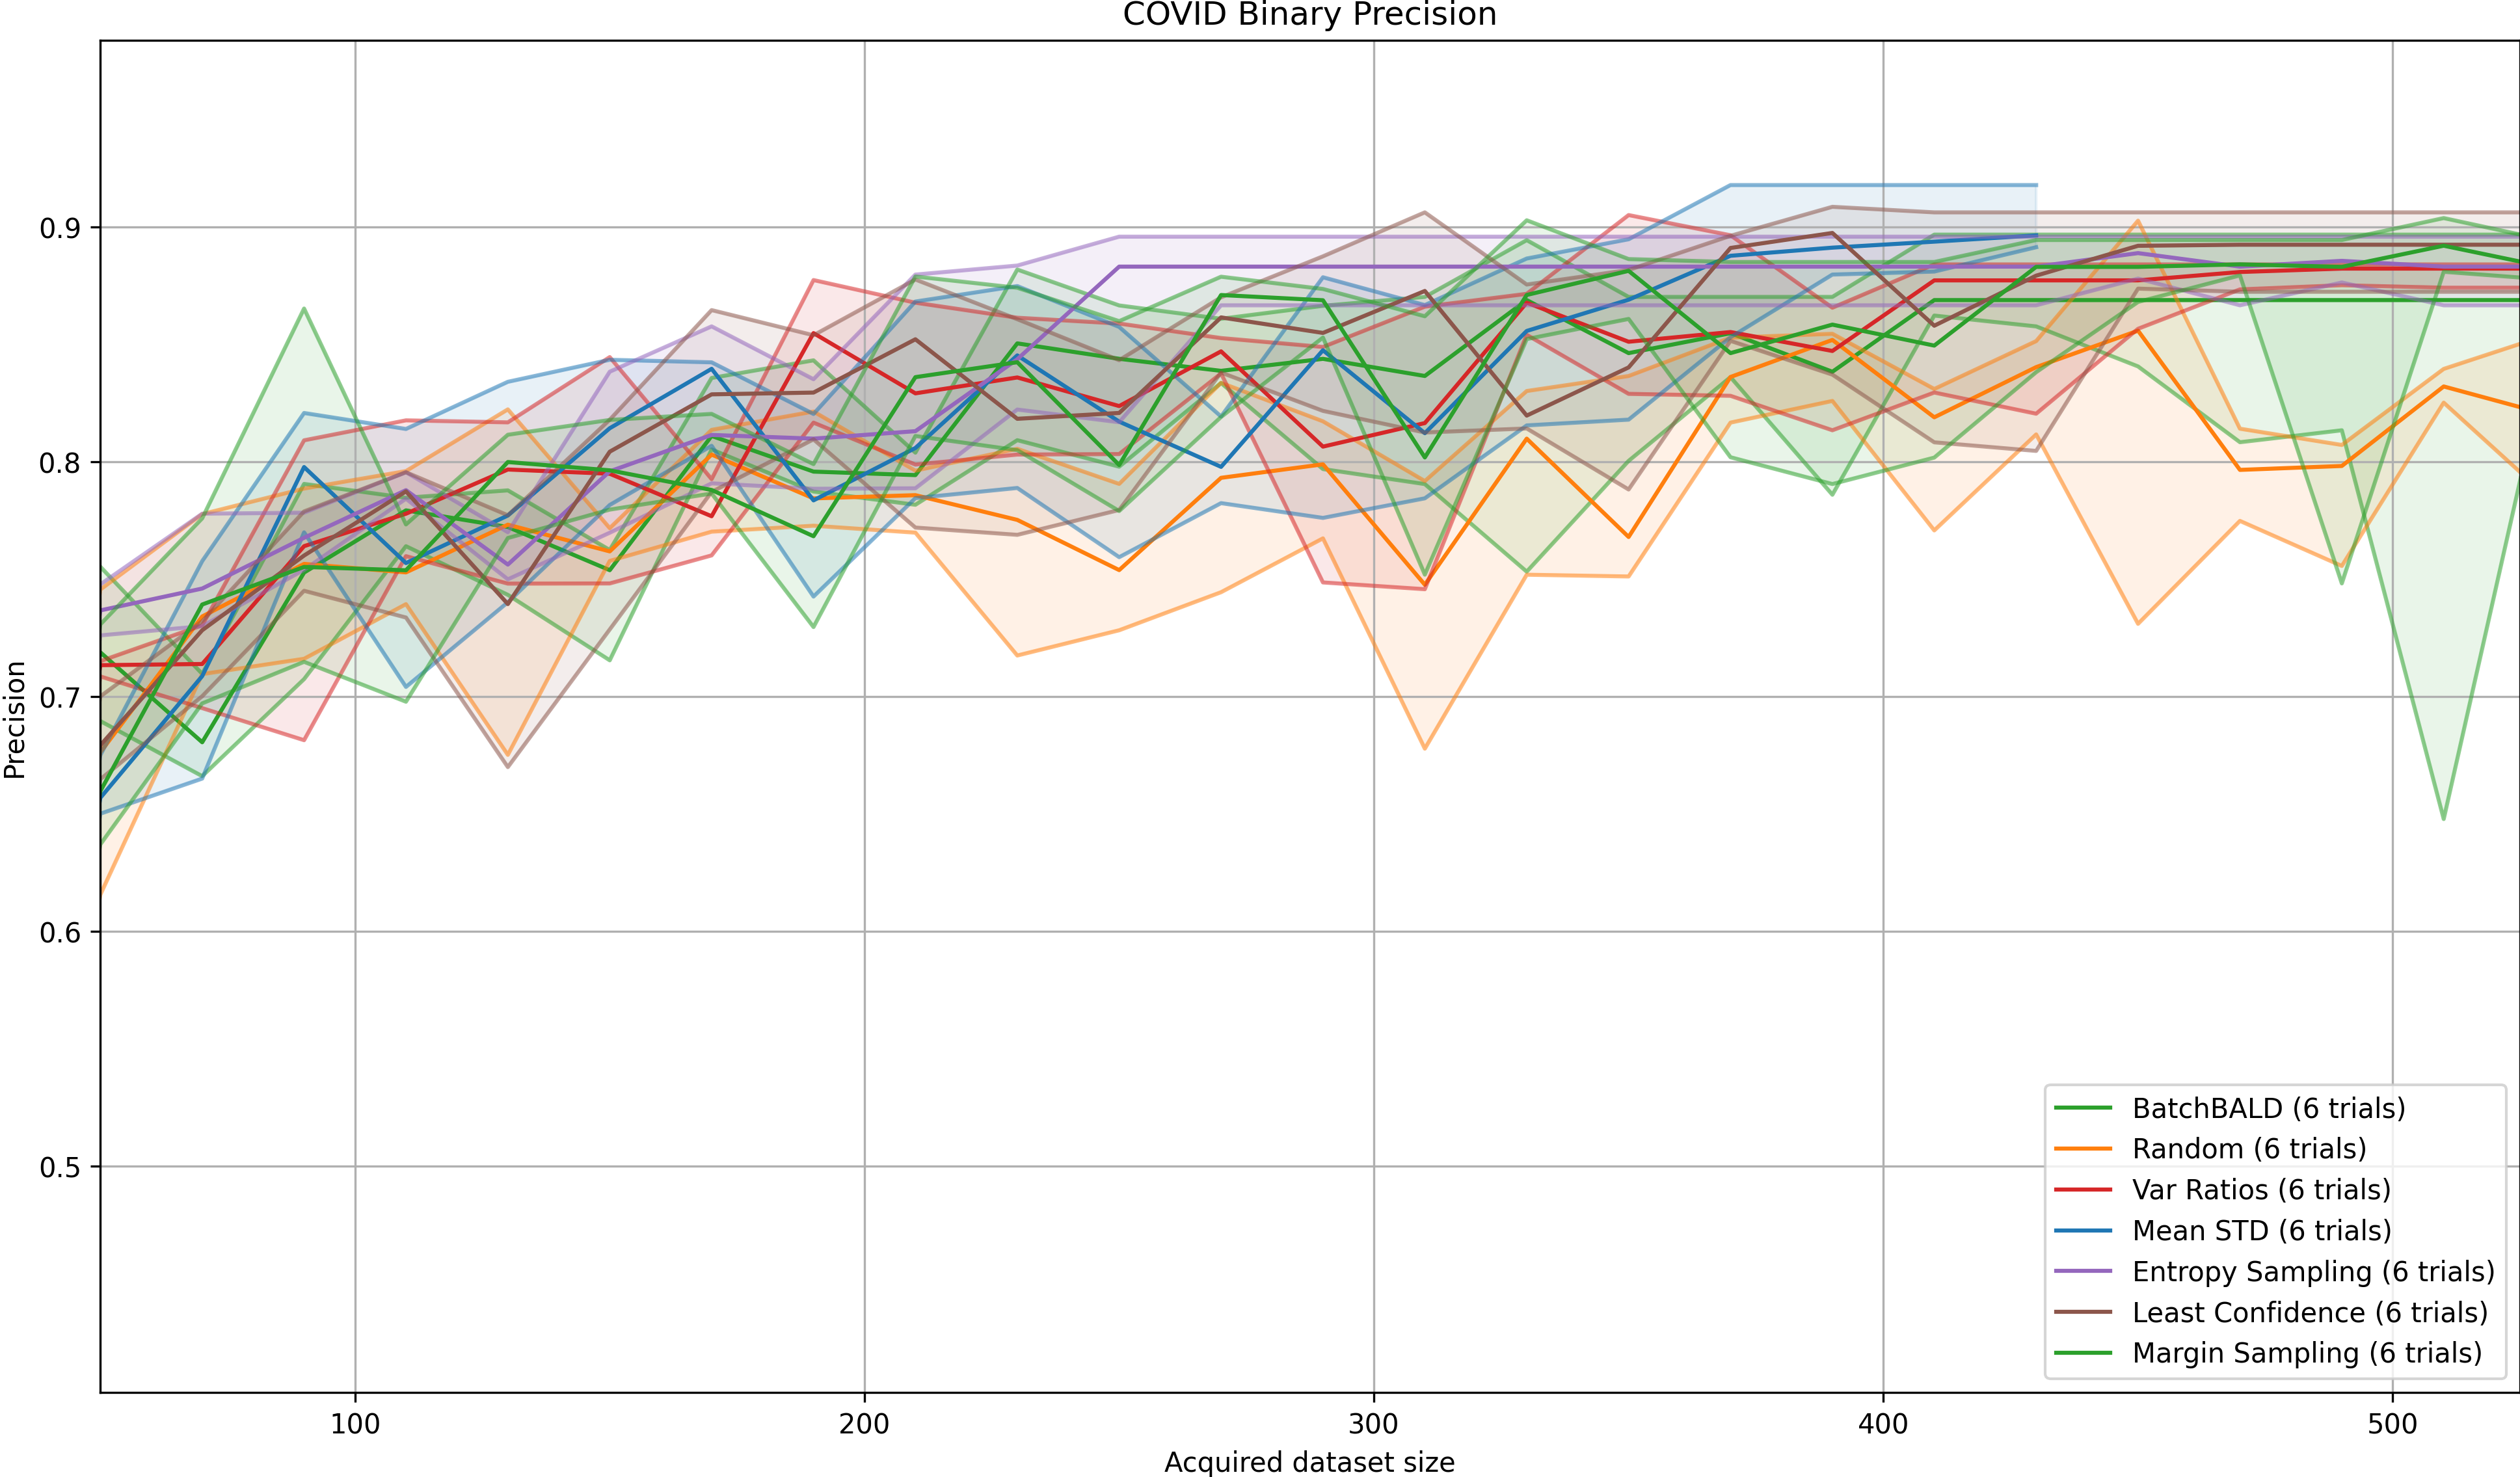 COVID Binary Precision
Precision
0.9
0.8
0.7
0.6
0.5
100
200
300
400
500
Acquired dataset size
BatchBALD (6 trials)
Random (6 trials)
Var Ratios (6 trials)
Mean STD (6 trials)
Entropy Sampling (6 trials)
Least Confidence (6 trials)
Margin Sampling (6 trials)